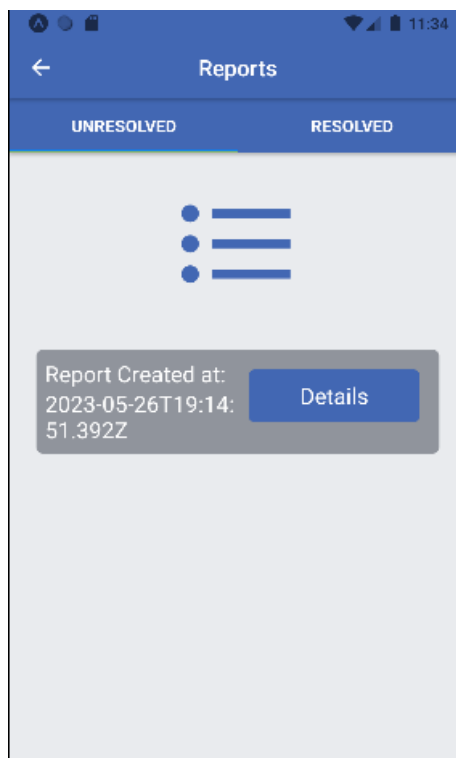 11:34
Reports
UNRESOLVED
RESOLVED
Report Created at:
2023-05-26T19:14:
51.392Z
Details